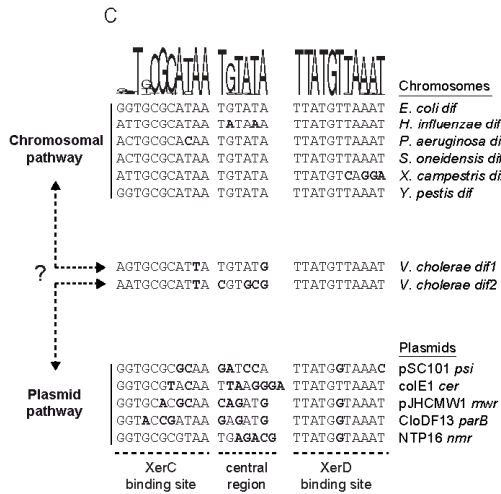 C
TGCGCATAA TGTATA TTATGTTAAAT
Chromosomes
GGTGCGCATAA TGTATA TTATGTTAAAT E. coli dif
ATTGCGCATAA TATAAA TTATGTTAAAT H. influenzae dif
ACTGCGCACAA TGTATA TTATGTTAAAT P. aeruginosa di
ACTGCGCATAA TGTATA TTATGTTAAAT S. oneidensis dif
ATTGCGCATAA TGTATA TTATGTCAGGA X. campestris di
GGTGCGCATAA TGTATA TTATGTTAAAT Y. pestis dif
Chromosomal
pathway
?
AGTGCGCATTA TGTATG TTATGTTAAAT V. cholerae dif1
AATGCGCATTA CGTGCG TTATGTTAAAT V. cholerae dif2
Plasmids
GGTGCGCGCAA GATCCA TTATGGTAAAC pSC101 psi
GGTGCGTACAA TTAAGGGA TTATGGTAAAT colE1 cer
GGTGCACGCAA CAGATG TTATGGTAAAT pJHCMW1 mwr
GGTACCGATAA GAGATG TTATGGTAAAT CloDF13 parB
GGTGCGCGTAA TGAGACG TTATGGTAAAT NTP16 nmr
Plasmid
pathway
XerC central XerD
binding site region binding site